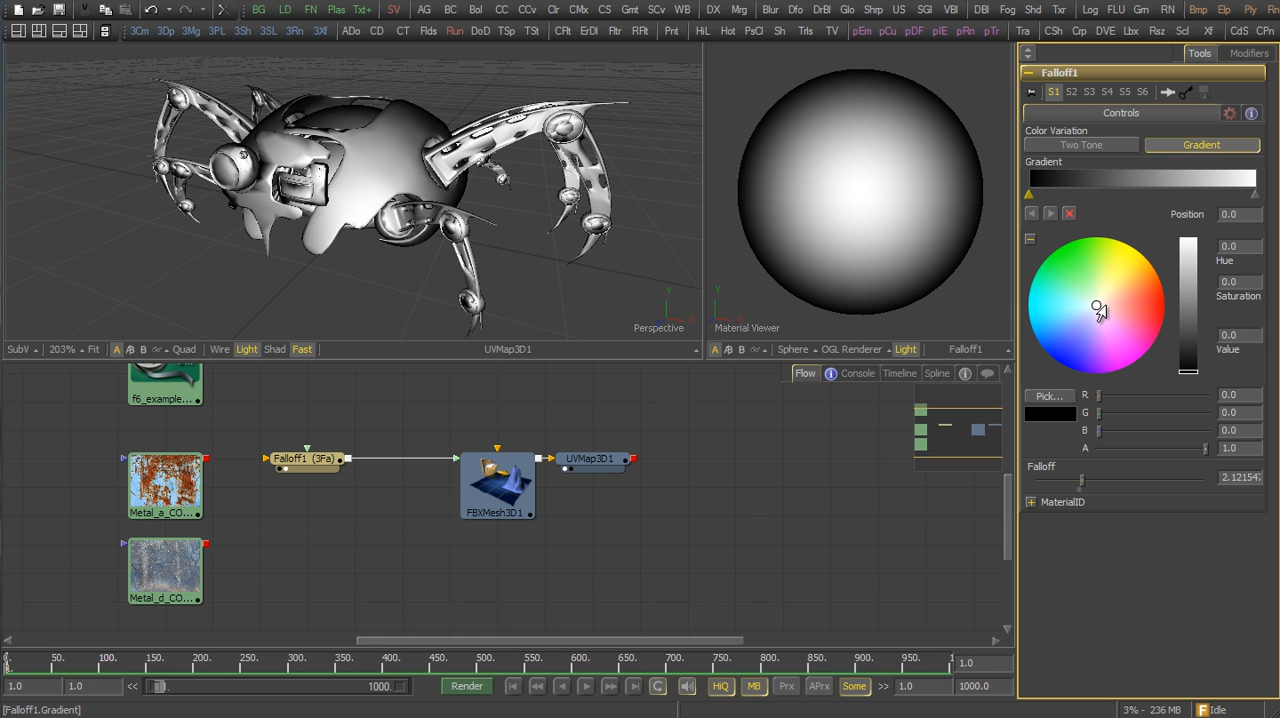 BG LD FN Plas Txt+ SV AG BC Bol CC CCv Clr CMx CS Gmt SCv WB DX Mrg Blur Dfo DrBl Glo Shrp US SGl VBl DBl Fog Shd Txr Log FLU Grn RN Bmp Elp Ply Rn
3Cm 3Dp 3Mg 3PL 3Sh 3SL 3Rn 3Xf ADo CD CT Flds Run DoD TSp TSt CFlt ErDl Fltr RFlt Pnt HiL Hot PsCl Sh Trls TV pEm pCu pDF pIE pRn pTr Tra CSh Crp DVE Lbx Rsz Scl Xf CdS CPn
Tools Modifiers
Falloff1
S1 S2 S3 S4 S5 S6
Controls
Color Variation
Two Tone Gradient
Gradient
Position 0.0
0.0
Hue
0.0
Saturation
0.0
Value
Pick... R 0.0
G 0.0
B 0.0
A 1.0
Falloff
2.121547
MaterialID
Y
Perspective
Y
Material Viewer
SubV 203% Fit A B Quad Wire Light Shad Fast UVMap3D1
A B Sphere OGL Renderer Light Falloff1
Flow Console Timeline Spline
f6_example...
Metal_a_CO...
Metal_d_CO...
Falloff1 (3Fa)
FBXMesh3D1
UVMap3D1
0. 50. 100. 150. 200. 250. 300. 350. 400. 450. 500. 550. 600. 650. 700. 750. 800. 850. 900. 950. 1 1.0
1.0 1.0 << 1000. Render HiQ MB Prx APrx Some >> 1.0 1000.0
[Falloff1.Gradient]
3% - 236 MB Idle